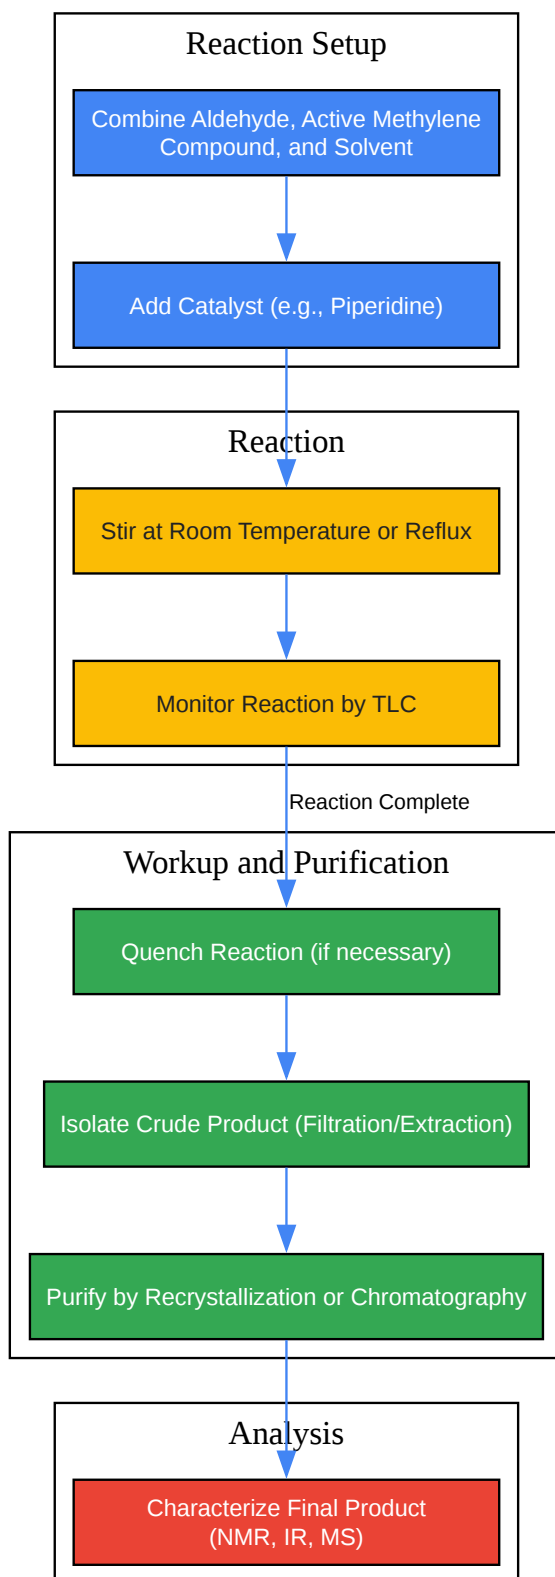 Reaction Setup
Combine Aldehyde, Active Methylene
Compound, and Solvent
Add Catalyst (e.g., Piperidine)
Reaction
Stir at Room Temperature or Reflux
Monitor Reaction by TLC
Reaction Complete
Workup and Purification
Quench Reaction (if necessary)
Isolate Crude Product (Filtration/Extraction)
Purify by Recrystallization or Chromatography
Analysis
Characterize Final Product
(NMR, IR, MS)